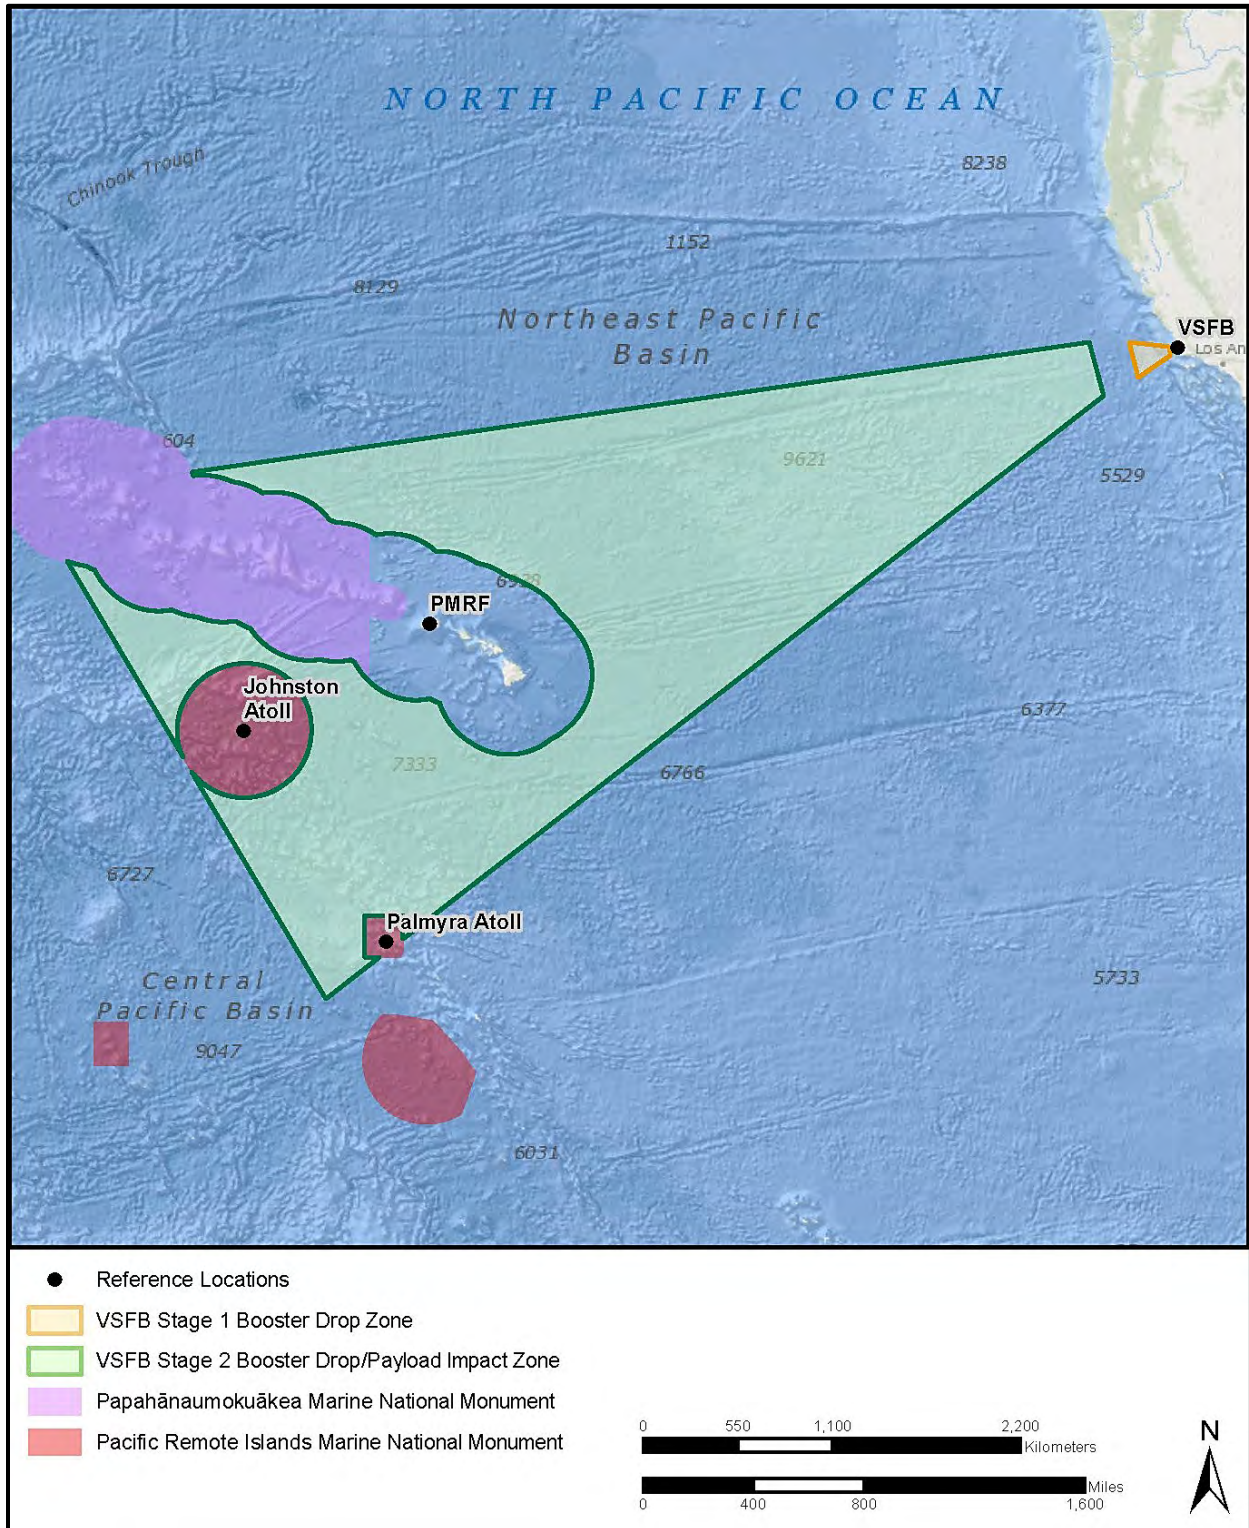 NORTH PACIFIC OCEAN
Chinook Trough
8238
1152
8129
Northeast Pacific
Basin
VSFB
Los An
604
9621
5529
6928
PMRF
Johnston
Atoll
6377
7333
6766
6727
Palmyra Atoll
Central
Pacific Basin
5733
9047
6031
Reference Locations
VSFB Stage 1 Booster Drop Zone
VSFB Stage 2 Booster Drop/Payload Impact Zone
Papahānaumokuākea Marine National Monument
Pacific Remote Islands Marine National Monument
0 550 1,100 2,200
Kilometers
Miles
0 400 800 1,600
N